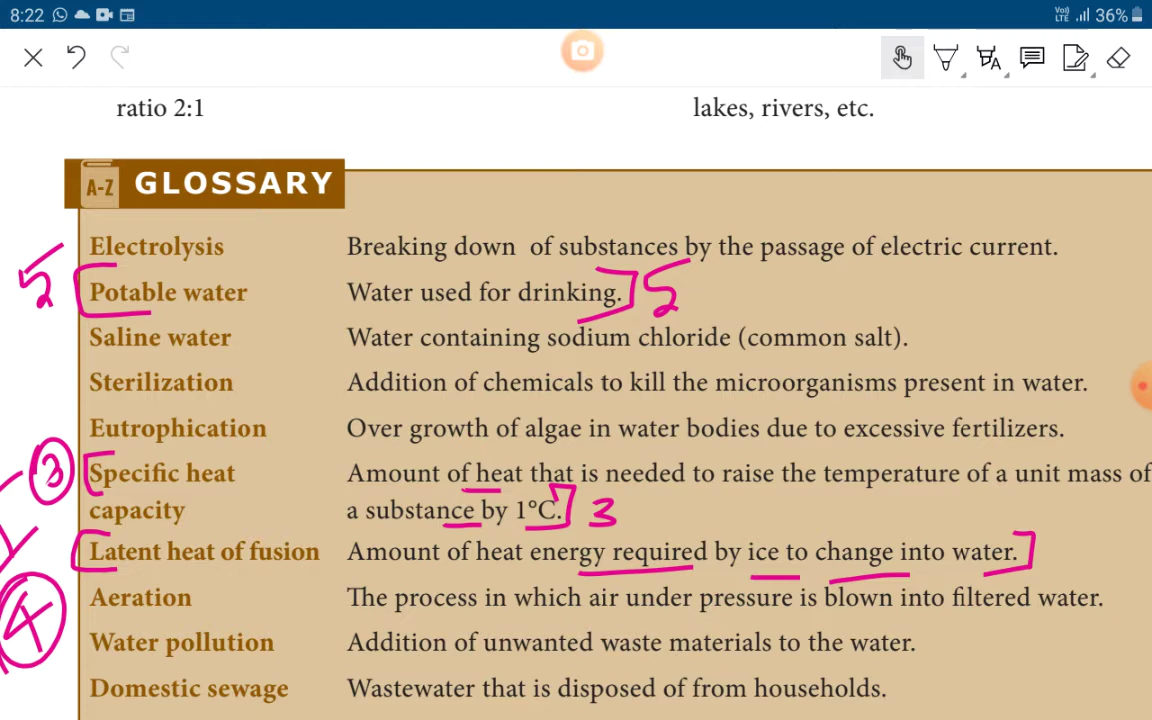 8:22 Vo) LTE 36%
ratio 2:1 lakes, rivers, etc.
A-Z GLOSSARY
Electrolysis Breaking down of substances by the passage of electric current.
5 Potable water Water used for drinking. 5
Saline water Water containing sodium chloride (common salt).
Sterilization Addition of chemicals to kill the microorganisms present in water.
Eutrophication Over growth of algae in water bodies due to excessive fertilizers.
3 Specific heat Amount of heat that is needed to raise the temperature of a unit mass of
capacity a substance by 1°C. 3
Latent heat of fusion Amount of heat energy required by ice to change into water.
4 Aeration The process in which air under pressure is blown into filtered water.
Water pollution Addition of unwanted waste materials to the water.
Domestic sewage Wastewater that is disposed of from households.